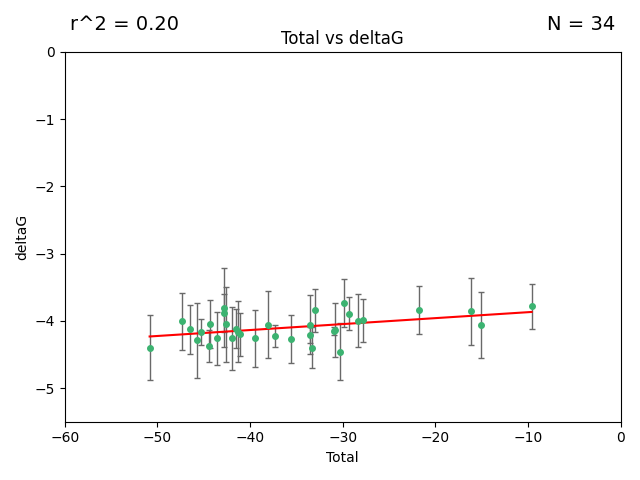 r^2 = 0.20
N = 34
Total vs deltaG
0
−1
−2
−3
−4
−5
deltaG
−60
−50
−40
−30
−20
−10
0
Total